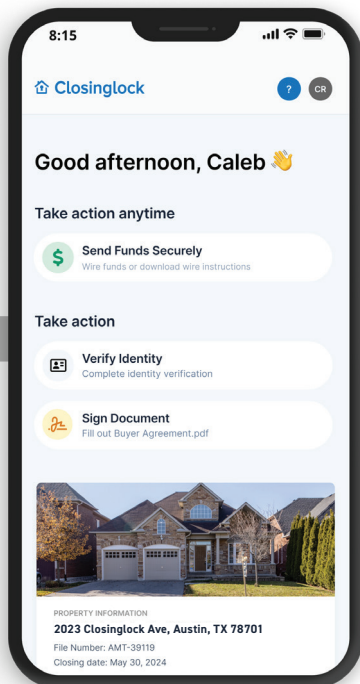 8:15
Closinglock
?
CR
Good afternoon, Caleb 👋
Take action anytime
$
Send Funds Securely
Wire funds or download wire instructions
Take action
Verify Identity
Complete identity verification
Sign Document
Fill out Buyer Agreement.pdf
PROPERTY INFORMATION
2023 Closinglock Ave, Austin, TX 78701
File Number: AMT-39119
Closing date: May 30, 2024